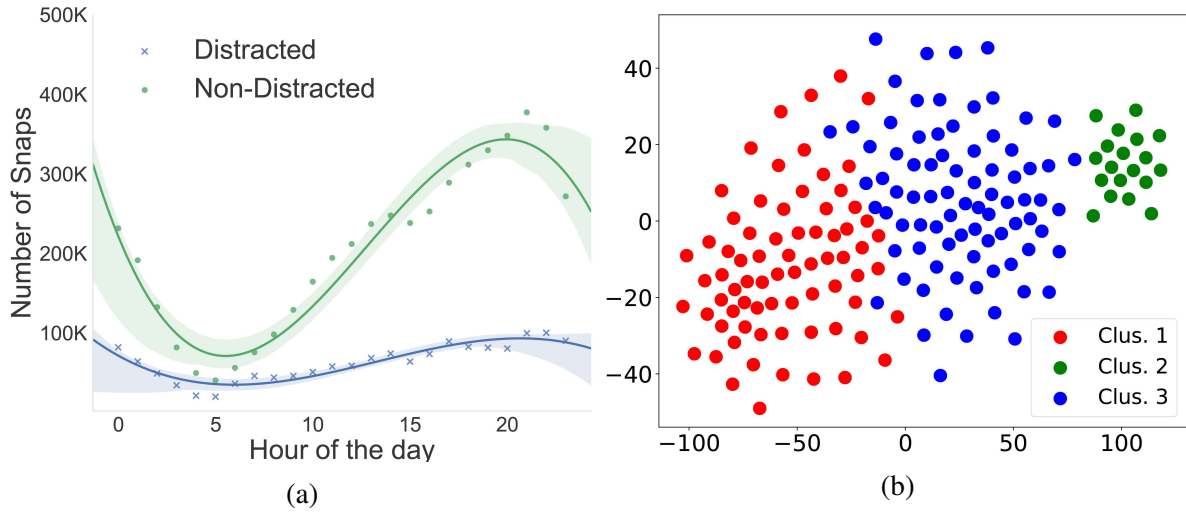 500K
400K
300K
200K
100K
Number of Snaps
Distracted
Non-Distracted
0 5 10 15 20
Hour of the day
(a)
40
20
0
−20
−40
Clus. 1
Clus. 2
Clus. 3
−100 −50 0 50 100
(b)